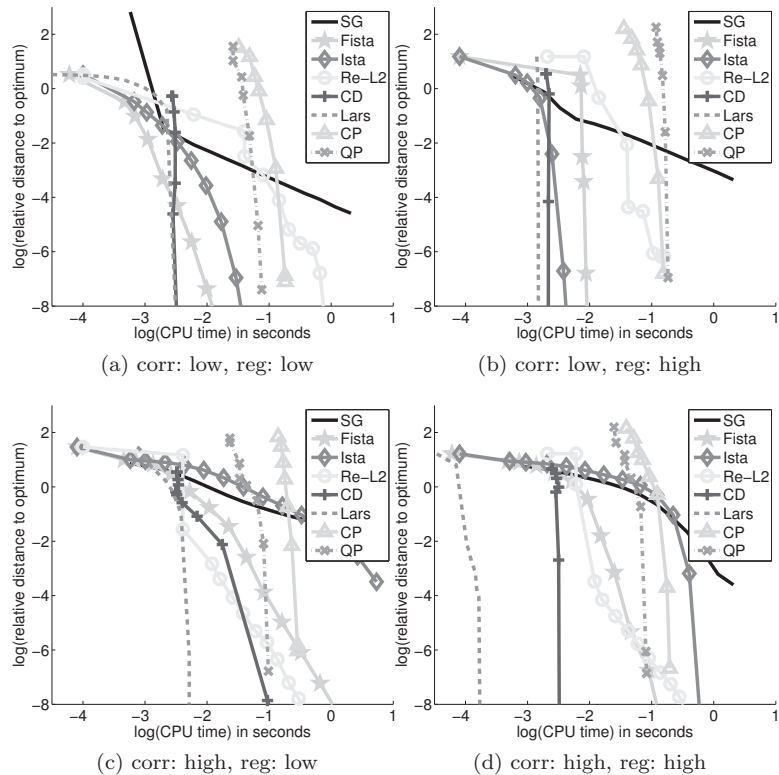 2
0
−2
−4
−6
−8
−4 −3 −2 −1 0 1
log(relative distance to optimum)
log(CPU time) in seconds
SG
Fista
Ista
Re−L2
CD
Lars
CP
QP
(a) corr: low, reg: low
2
0
−2
−4
−6
−8
−4 −3 −2 −1 0 1
log(relative distance to optimum)
log(CPU time) in seconds
SG
Fista
Ista
Re−L2
CD
Lars
CP
QP
(b) corr: low, reg: high
2
0
−2
−4
−6
−8
−4 −3 −2 −1 0 1
log(relative distance to optimum)
log(CPU time) in seconds
SG
Fista
Ista
Re−L2
CD
Lars
CP
QP
(c) corr: high, reg: low
2
0
−2
−4
−6
−8
−4 −3 −2 −1 0 1
log(relative distance to optimum)
log(CPU time) in seconds
SG
Fista
Ista
Re−L2
CD
Lars
CP
QP
(d) corr: high, reg: high